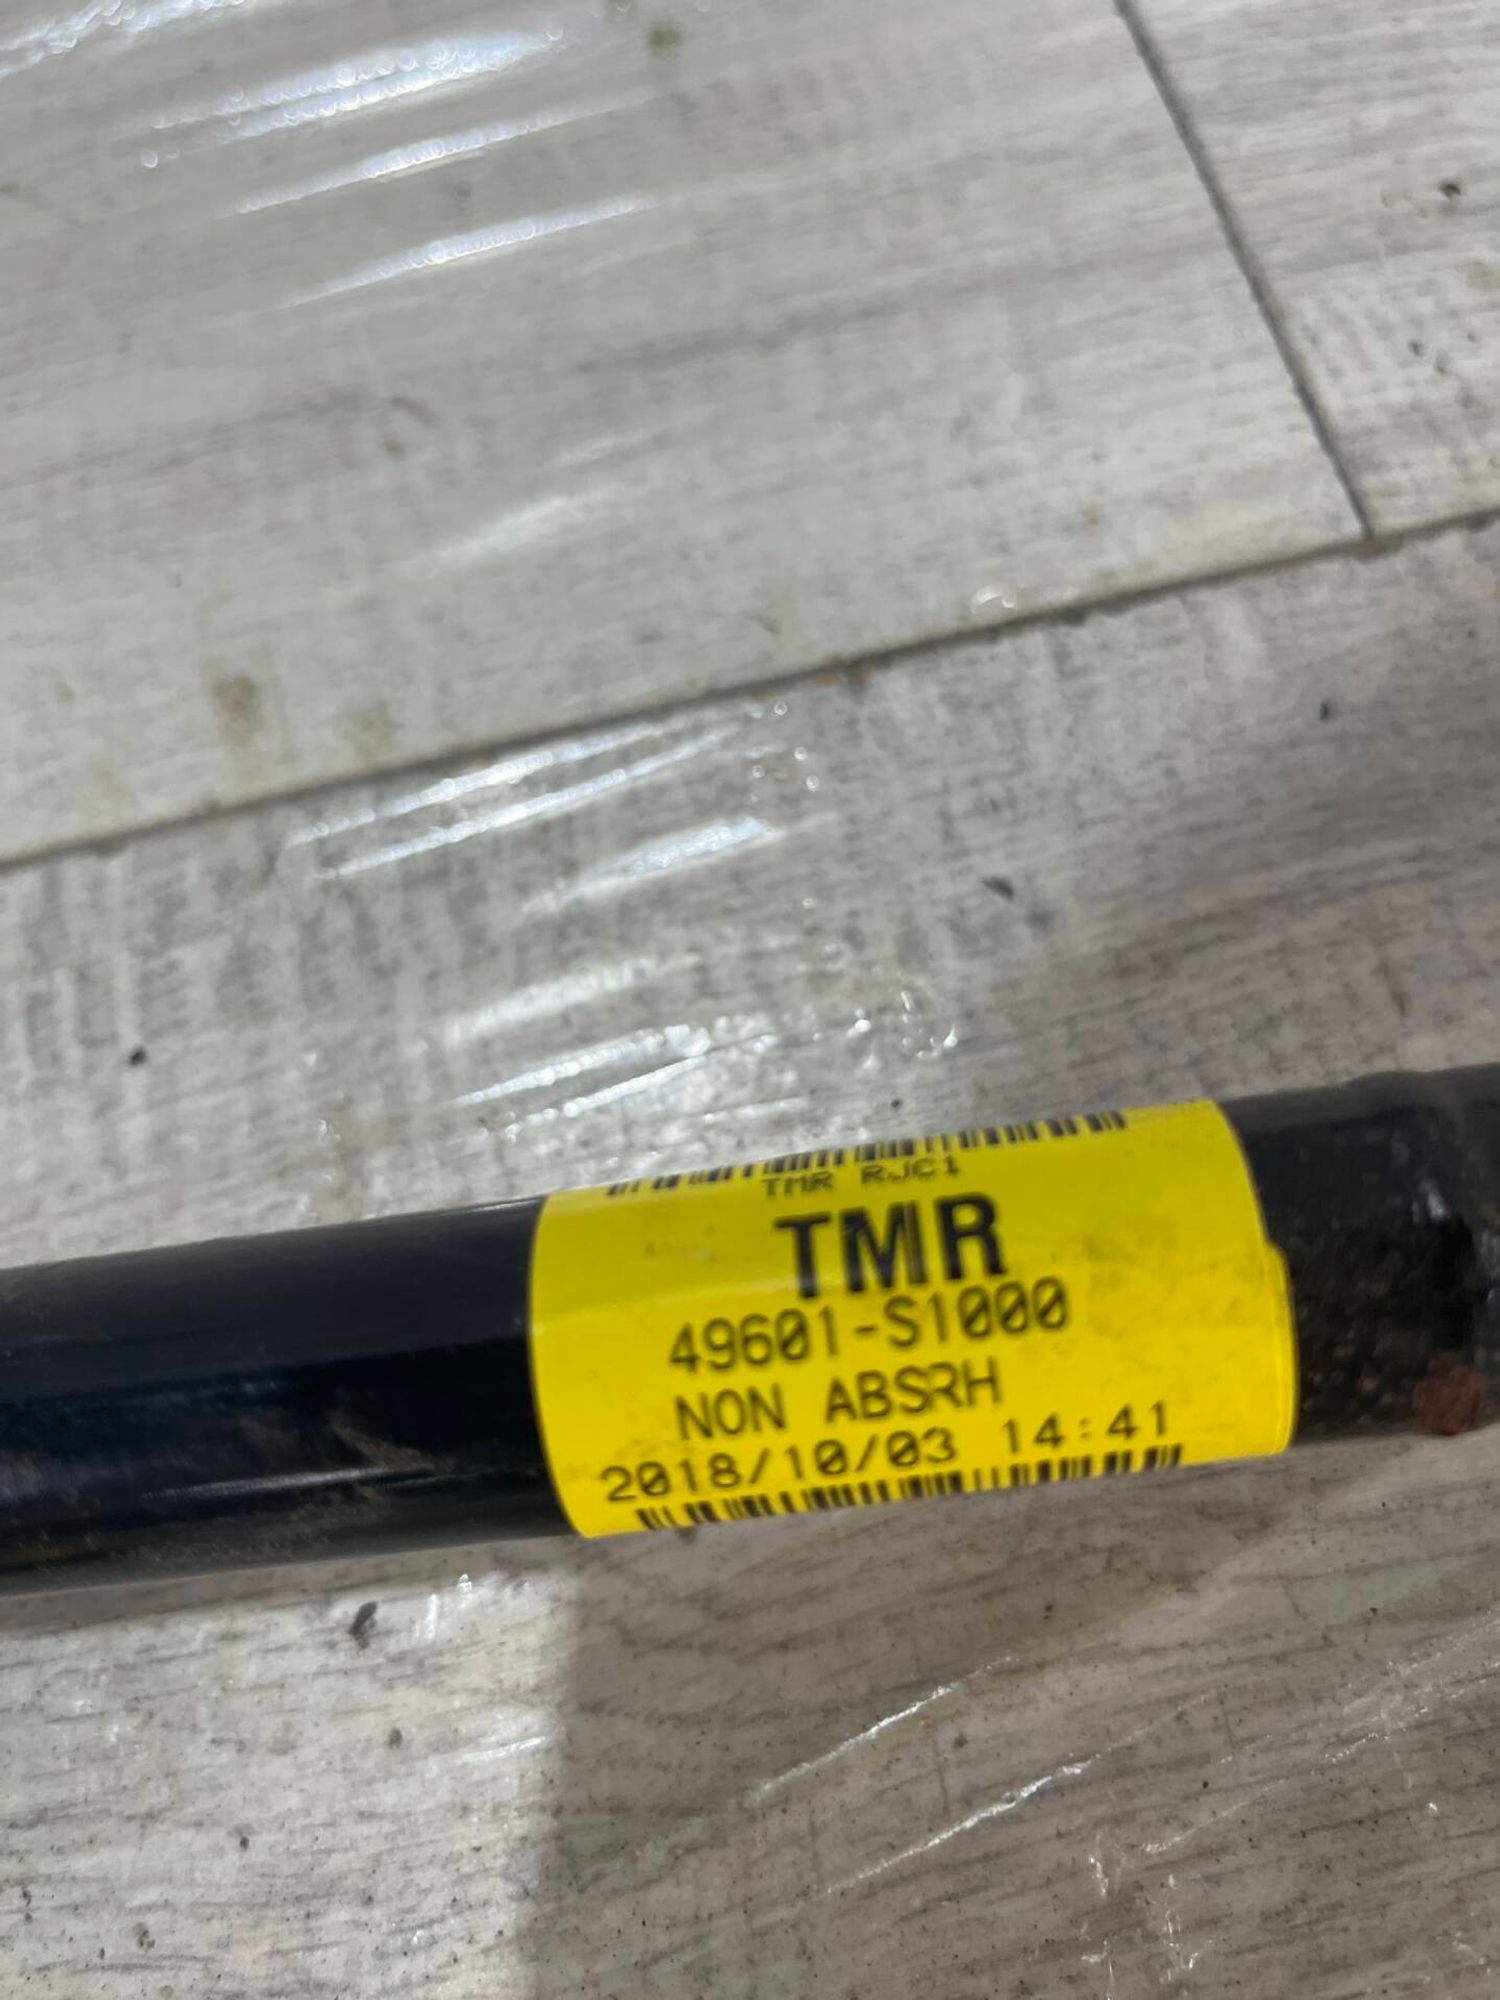 TMR RJC1
TMR
49601-S1000
NON ABSRH
2018/10/03 14:41